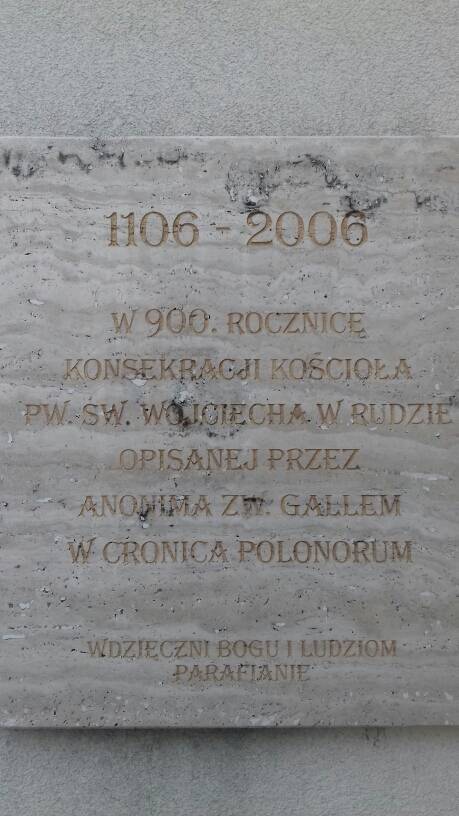 1106 - 2006
W 900. ROCZNICĘ
KONSEKRACJI KOŚCIOŁA
PW. ŚW. WOJCIECHA W RUDZIE
OPISANEJ PRZEZ
ANONIMA ZW. GALLEM
W CRONICA POLONORUM
WDZIĘCZNI BOGU I LUDZIOM
PARAFIANIE